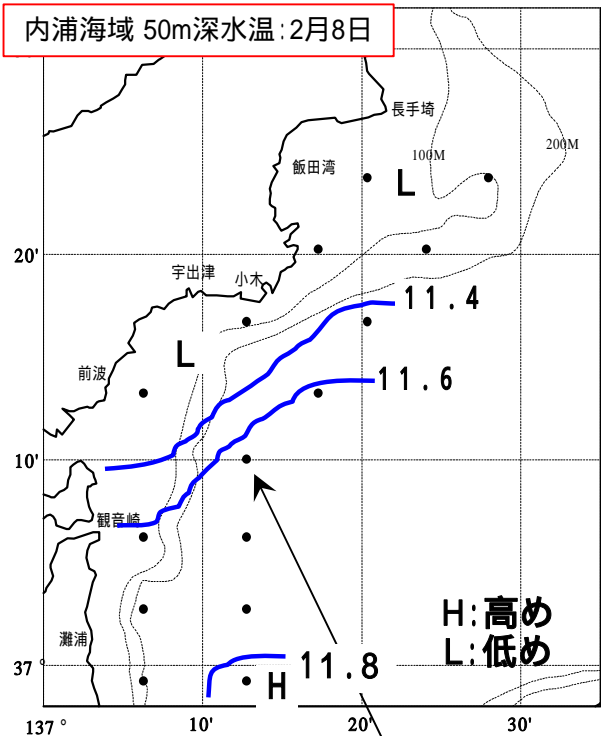 内浦海域 50m深水温:2月8日
長手埼
200M
100M
飯田湾
L
20'
宇出津
小木
11.4
L
前波
11.6
10'
観音崎
H:高め
灘浦
L:低め
37°
11.8
H
137°
10'
20'
30'